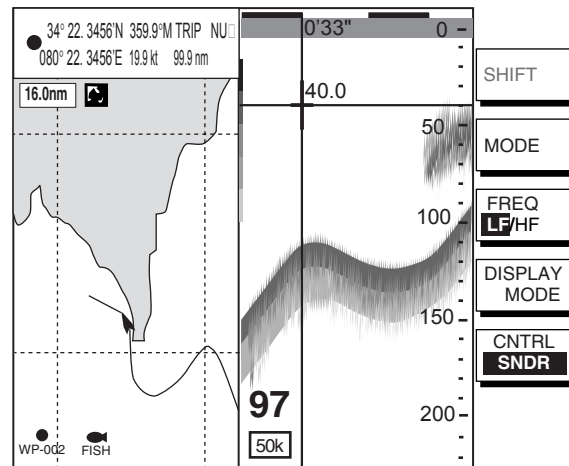 34° 22. 3456'N 359.9°M TRIP NU
080° 22. 3456'E 19.9 kt 99.9 nm
16.0nm
WP-002 FISH
0'33"
40.0
0
50
100
150
200
97
50k
SHIFT
MODE
FREQ
LF/HF
DISPLAY
MODE
CNTRL
SNDR